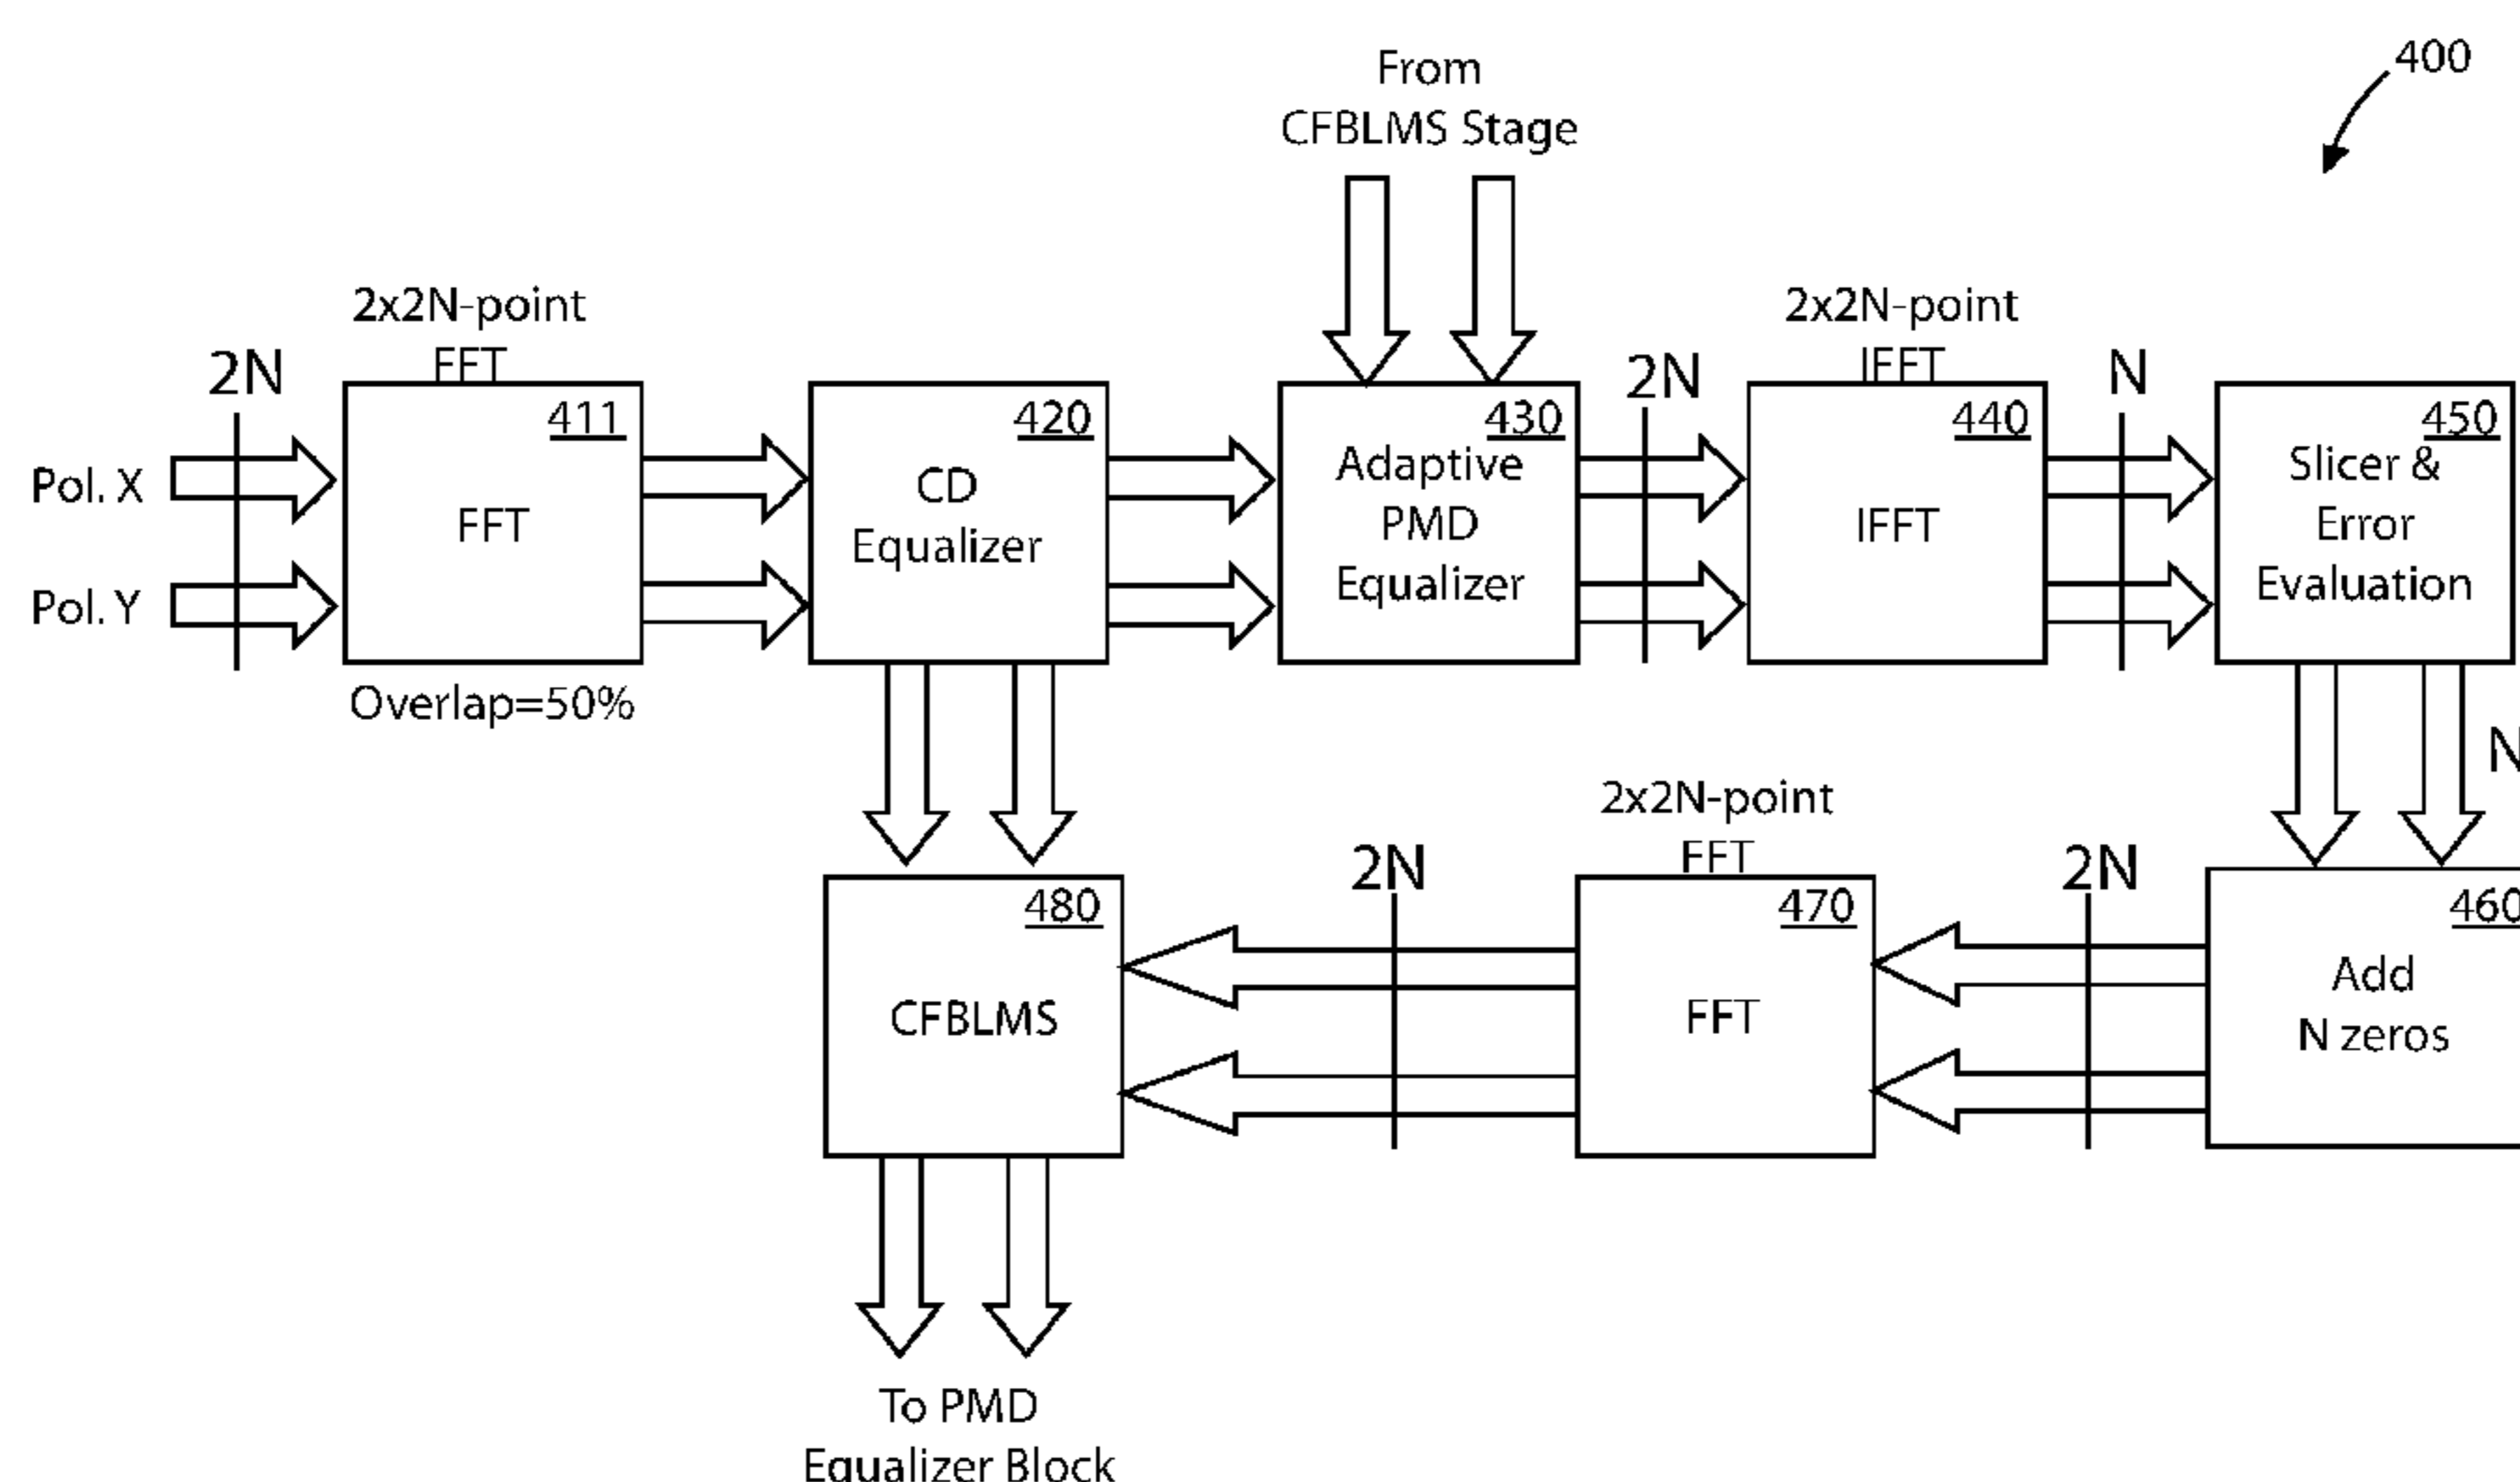 400
From
CFBLMS Stage
2x2N-point
FFT
2N
Pol. X
Pol. Y
411
FFT
Overlap=50%
420
CD
Equalizer
430
Adaptive
PMD
Equalizer
2N
2x2N-point
IFFT
440
IFFT
N
450
Slicer &
Error
Evaluation
N
460
Add
N zeros
2N
2x2N-point
FFT
470
FFT
2N
480
CFBLMS
To PMD
Equalizer Block